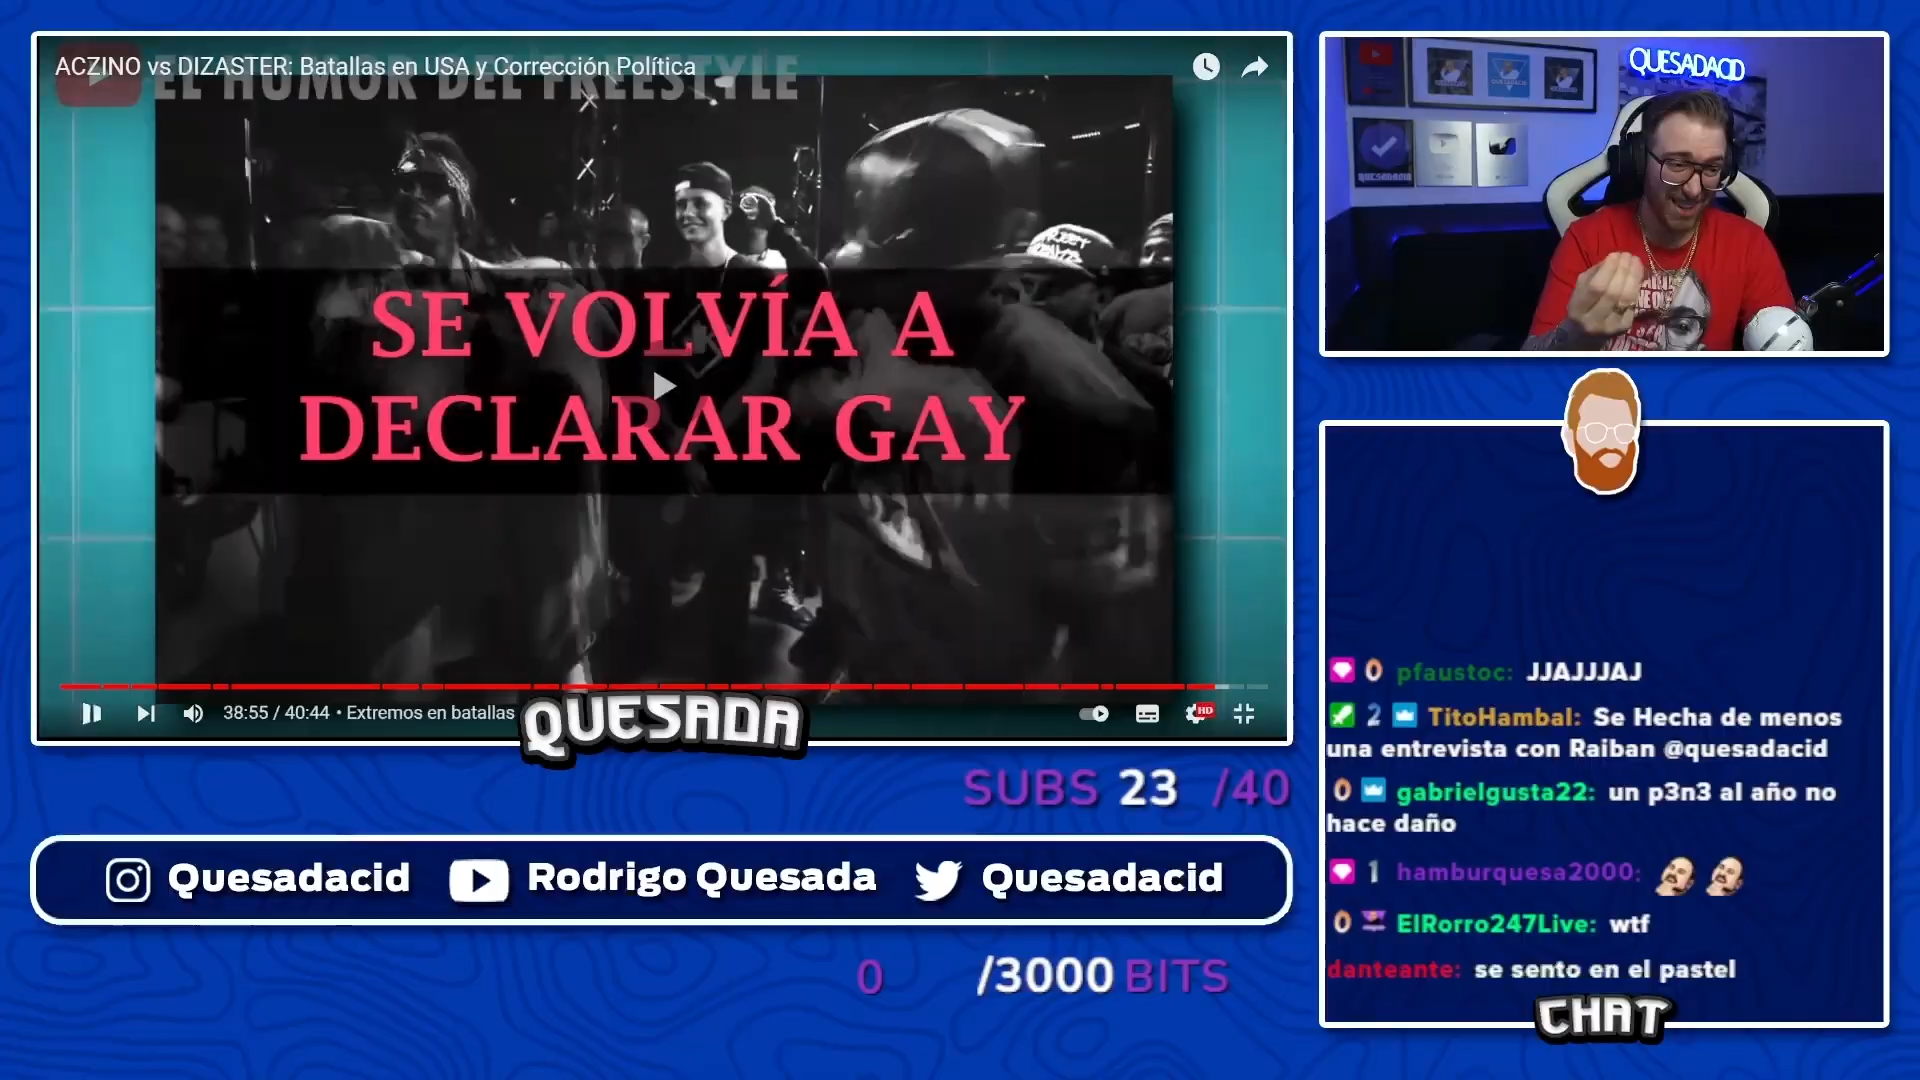 ACZINO vs DIZASTER: Batallas en USA y Corrección Política
EL HUMOR DEL FREESTYLE
SE VOLVÍA A
DECLARAR GAY
38:55 / 40:44 • Extremos en batallas
HD
QUESADA
SUBS 23 /40
Quesadacid
Rodrigo Quesada
Quesadacid
0 /3000 BITS
QUESADACID
0 pfaustoc: JJAJJJAJ
2 TitoHambal: Se Hecha de menos
una entrevista con Raiban @quesadacid
0 gabrielgusta22: un p3n3 al año no
hace daño
1 hamburquesa2000:
0 ElRorro247Live: wtf
danteante: se sento en el pastel
CHAT